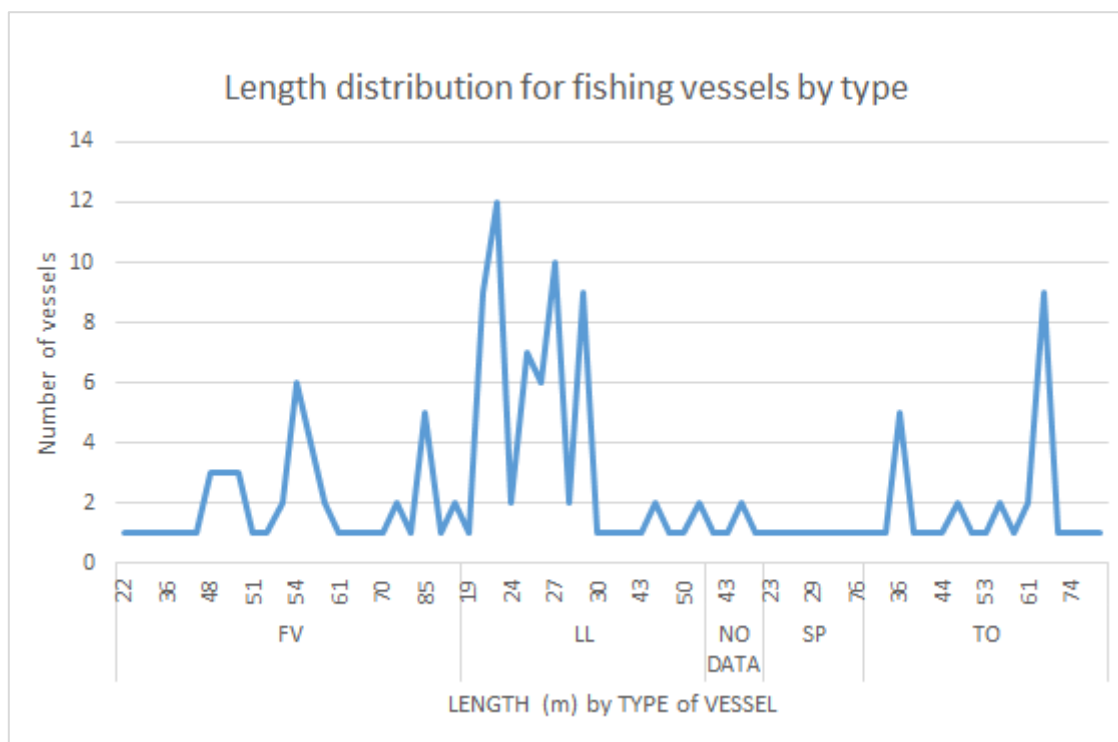 Length distribution for fishing vessels by type
14
12
10
8
6
4
2
0
Number of vessels
22 36 48 51 54 61 70 85 19 24 27 30 43 50 43 23 29 76 36 44 53 61 74
FV LL NO DATA SP TO
LENGTH (m) by TYPE of VESSEL